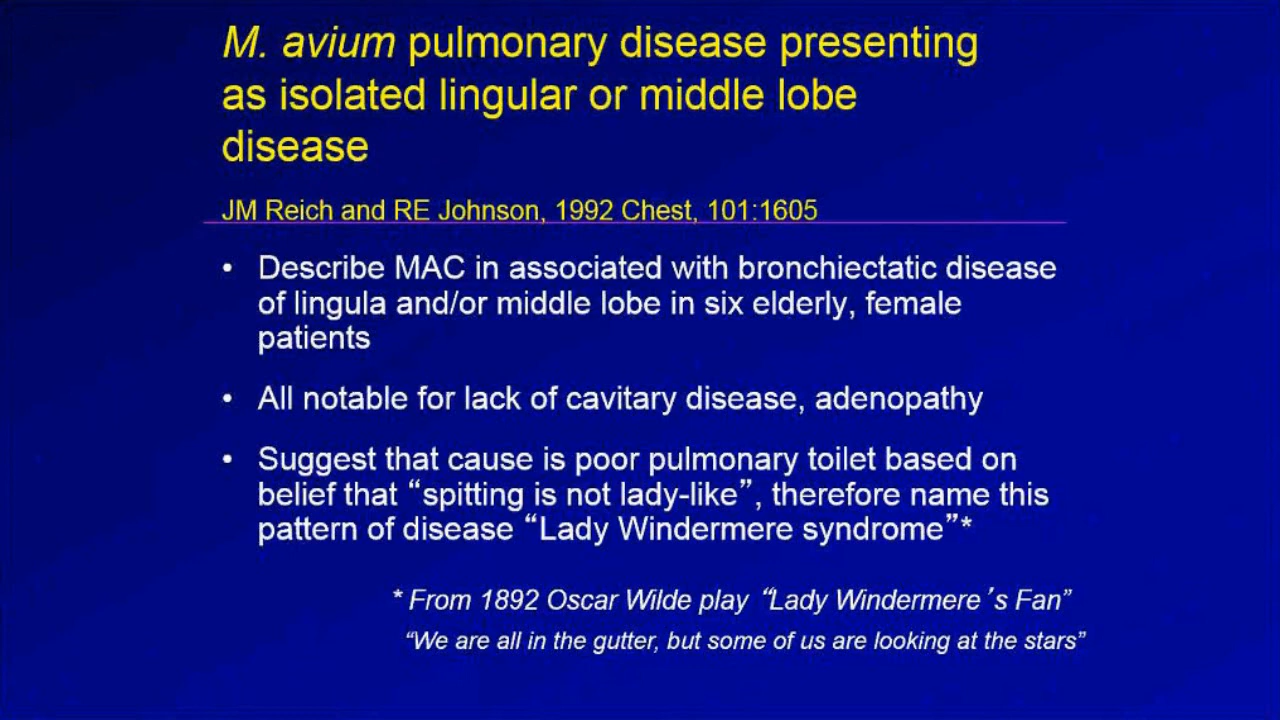 M. avium pulmonary disease presenting
as isolated lingular or middle lobe
disease
JM Reich and RE Johnson, 1992 Chest, 101:1605
• Describe MAC in associated with bronchiectatic disease
of lingula and/or middle lobe in six elderly, female
patients
• All notable for lack of cavitary disease, adenopathy
• Suggest that cause is poor pulmonary toilet based on
belief that “spitting is not lady-like”, therefore name this
pattern of disease “Lady Windermere syndrome”*
* From 1892 Oscar Wilde play “Lady Windermere’s Fan”
“We are all in the gutter, but some of us are looking at the stars”